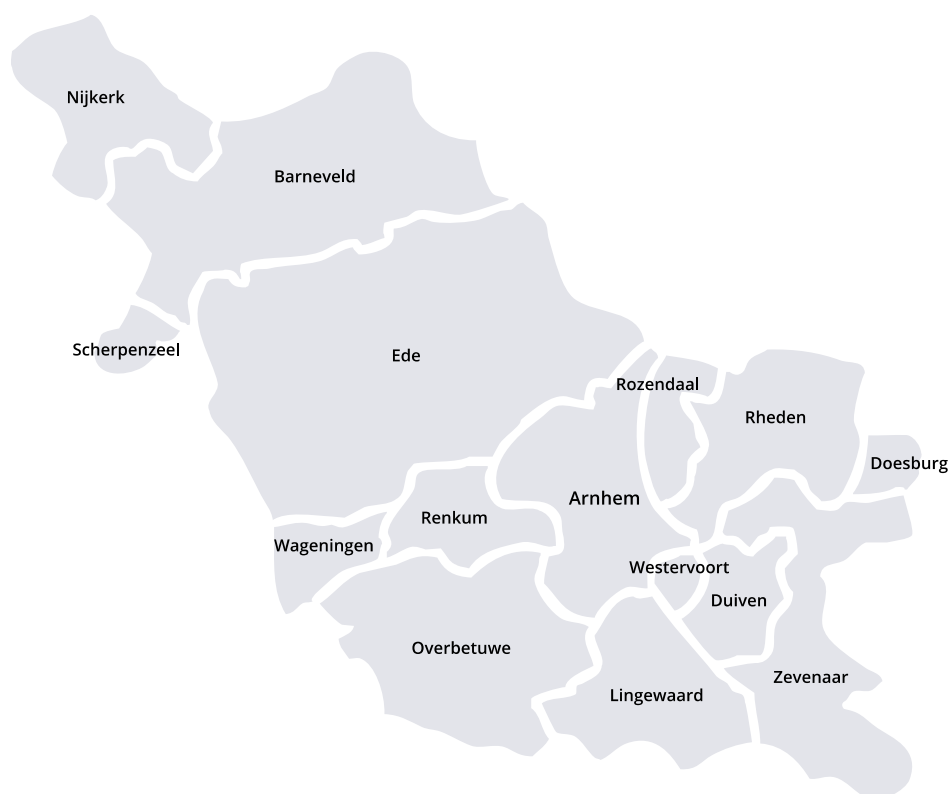 Nijkerk
Barneveld
Scherpenzeel
Ede
Rozendaal
Rheden
Doesburg
Arnhem
Renkum
Wageningen
Westervoort
Duiven
Overbetuwe
Zevenaar
Lingewaard